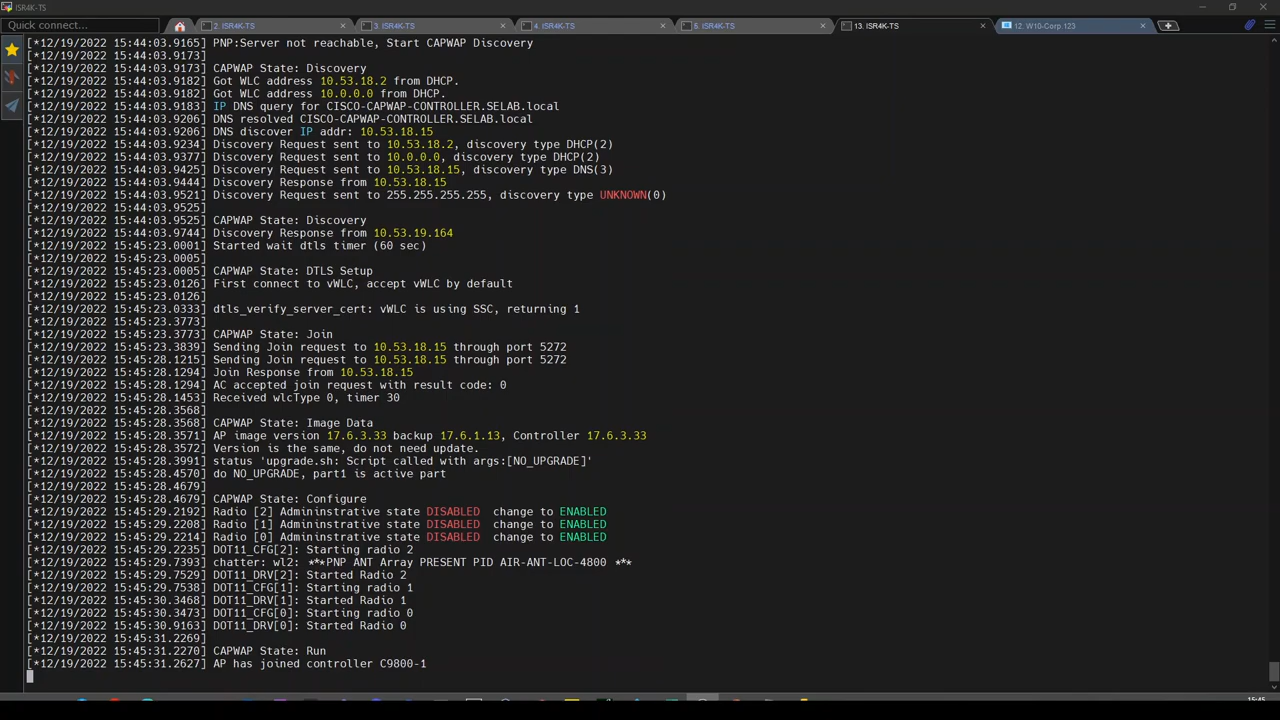 ISR4K-TS
Quick connect...
2. ISR4K-TS
3. ISR4K-TS
4. ISR4K-TS
6. ISR4K-TS
13. ISR4K-TS
12. W10-Corp.123
[*12/19/2022 15:44:03.9165] PNP:Server not reachable, Start CAPWAP Discovery
[*12/19/2022 15:44:03.9173]
[*12/19/2022 15:44:03.9173] CAPWAP State: Discovery
[*12/19/2022 15:44:03.9182] Got WLC address 10.53.18.2 from DHCP.
[*12/19/2022 15:44:03.9182] Got WLC address 10.0.0.0 from DHCP.
[*12/19/2022 15:44:03.9183] IP DNS query for CISCO-CAPWAP-CONTROLLER.SELAB.local
[*12/19/2022 15:44:03.9206] DNS resolved CISCO-CAPWAP-CONTROLLER.SELAB.local
[*12/19/2022 15:44:03.9206] DNS discover IP addr: 10.53.18.15
[*12/19/2022 15:44:03.9234] Discovery Request sent to 10.53.18.2, discovery type DHCP(2)
[*12/19/2022 15:44:03.9377] Discovery Request sent to 10.0.0.0, discovery type DHCP(2)
[*12/19/2022 15:44:03.9425] Discovery Request sent to 10.53.18.15, discovery type DNS(3)
[*12/19/2022 15:44:03.9444] Discovery Response from 10.53.18.15
[*12/19/2022 15:44:03.9521] Discovery Request sent to 255.255.255.255, discovery type UNKNOWN(0)
[*12/19/2022 15:44:03.9525]
[*12/19/2022 15:44:03.9525] CAPWAP State: Discovery
[*12/19/2022 15:44:03.9744] Discovery Response from 10.53.19.164
[*12/19/2022 15:45:23.0001] Started wait dtls timer (60 sec)
[*12/19/2022 15:45:23.0005]
[*12/19/2022 15:45:23.0005] CAPWAP State: DTLS Setup
[*12/19/2022 15:45:23.0126] First connect to vWLC, accept vWLC by default
[*12/19/2022 15:45:23.0126]
[*12/19/2022 15:45:23.0333] dtls_verify_server_cert: vWLC is using SSC, returning 1
[*12/19/2022 15:45:23.3773]
[*12/19/2022 15:45:23.3773] CAPWAP State: Join
[*12/19/2022 15:45:23.3839] Sending Join request to 10.53.18.15 through port 5272
[*12/19/2022 15:45:28.1215] Sending Join request to 10.53.18.15 through port 5272
[*12/19/2022 15:45:28.1294] Join Response from 10.53.18.15
[*12/19/2022 15:45:28.1294] AC accepted join request with result code: 0
[*12/19/2022 15:45:28.1453] Received wlcType 0, timer 30
[*12/19/2022 15:45:28.3568]
[*12/19/2022 15:45:28.3568] CAPWAP State: Image Data
[*12/19/2022 15:45:28.3571] AP image version 17.6.3.33 backup 17.6.1.13, Controller 17.6.3.33
[*12/19/2022 15:45:28.3572] Version is the same, do not need update.
[*12/19/2022 15:45:28.3991] status 'upgrade.sh: Script called with args:[NO_UPGRADE]'
[*12/19/2022 15:45:28.4570] do NO_UPGRADE, part1 is active part
[*12/19/2022 15:45:28.4679]
[*12/19/2022 15:45:28.4679] CAPWAP State: Configure
[*12/19/2022 15:45:29.2192] Radio [2] Admininstrative state DISABLED  change to ENABLED
[*12/19/2022 15:45:29.2208] Radio [1] Admininstrative state DISABLED  change to ENABLED
[*12/19/2022 15:45:29.2214] Radio [0] Admininstrative state DISABLED  change to ENABLED
[*12/19/2022 15:45:29.2235] DOT11_CFG[2]: Starting radio 2
[*12/19/2022 15:45:29.7393] chatter: wl2: ***PNP ANT Array PRESENT PID AIR-ANT-LOC-4800 ***
[*12/19/2022 15:45:29.7529] DOT11_DRV[2]: Started Radio 2
[*12/19/2022 15:45:29.7538] DOT11_CFG[1]: Starting radio 1
[*12/19/2022 15:45:30.3468] DOT11_DRV[1]: Started Radio 1
[*12/19/2022 15:45:30.3473] DOT11_CFG[0]: Starting radio 0
[*12/19/2022 15:45:30.9163] DOT11_DRV[0]: Started Radio 0
[*12/19/2022 15:45:31.2269]
[*12/19/2022 15:45:31.2270] CAPWAP State: Run
[*12/19/2022 15:45:31.2627] AP has joined controller C9800-1